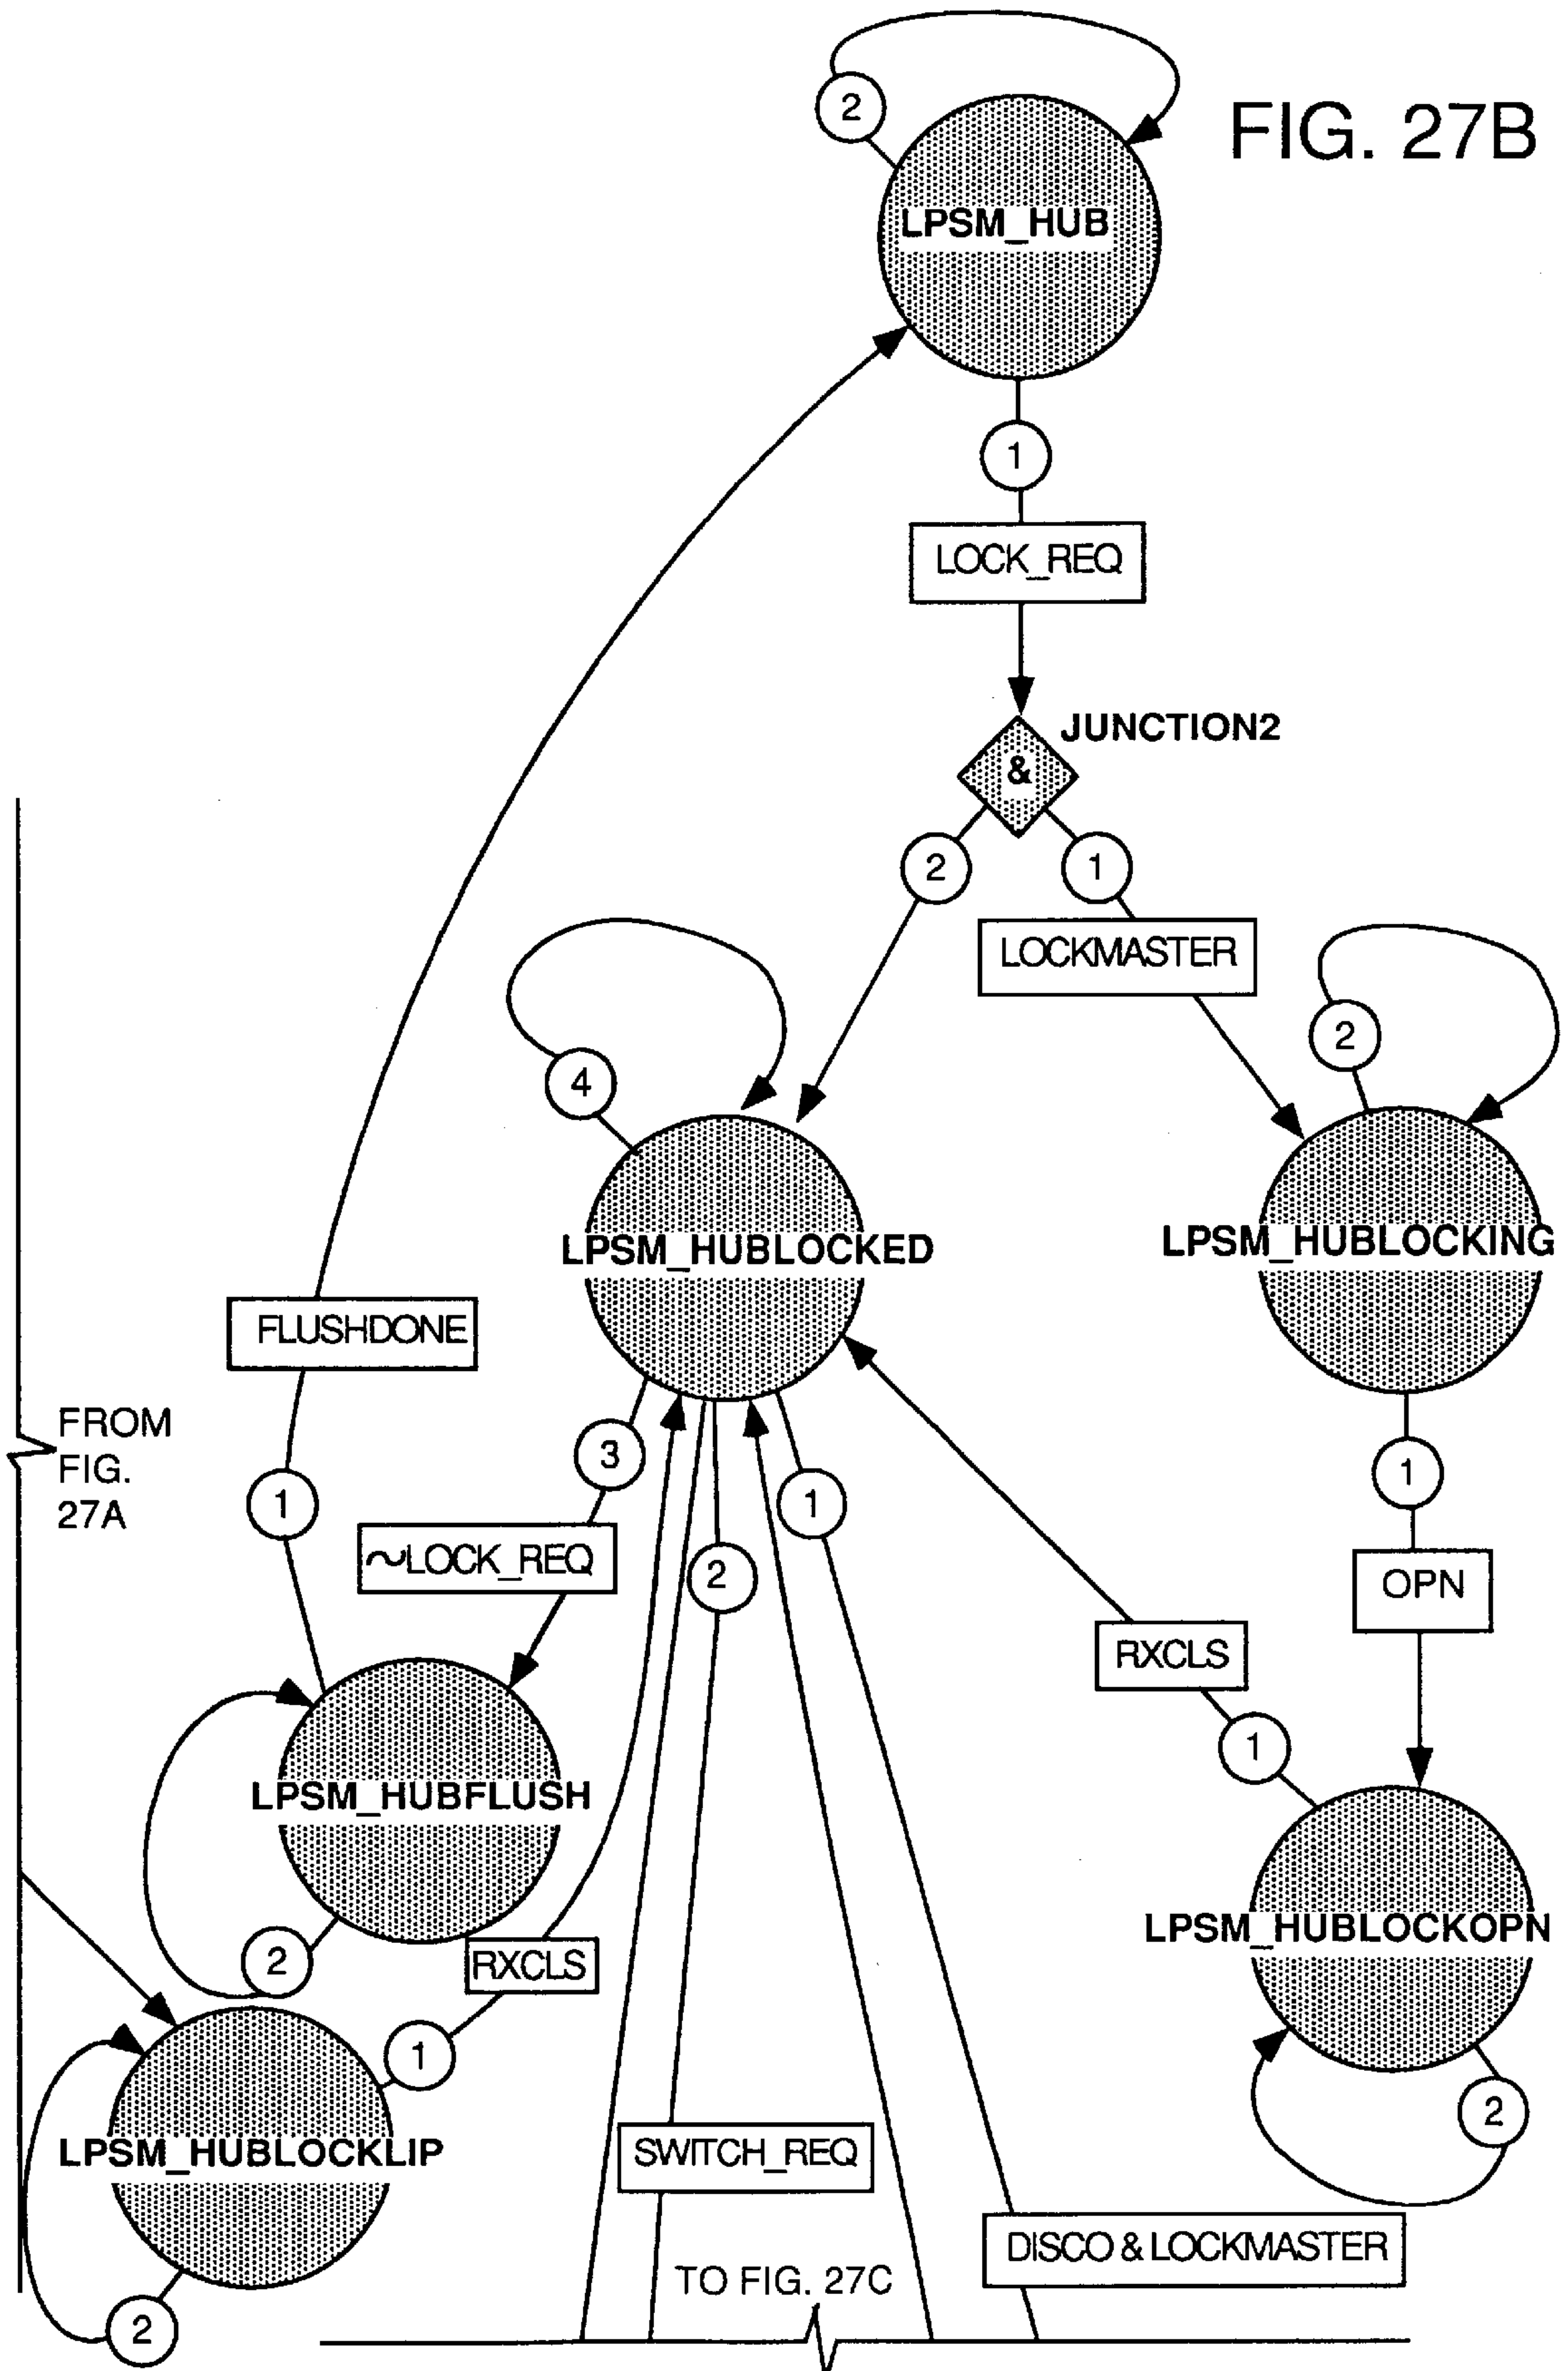 FIG. 27B
2
LPSM_HUB
1
LOCK_REQ
JUNCTION2
&
2
1
LOCKMASTER
2
4
LPSM_HUBLOCKED
LPSM_HUBLOCKING
FLUSHDONE
FROM
FIG.
27A
3
1
1
1
~LOCK_REQ
2
OPN
RXCLS
1
LPSM_HUBFLUSH
LPSM_HUBLOCKOPN
2
RXCLS
1
2
LPSM_HUBLOCKLIP
SWITCH_REQ
DISCO & LOCKMASTER
TO FIG. 27C
2